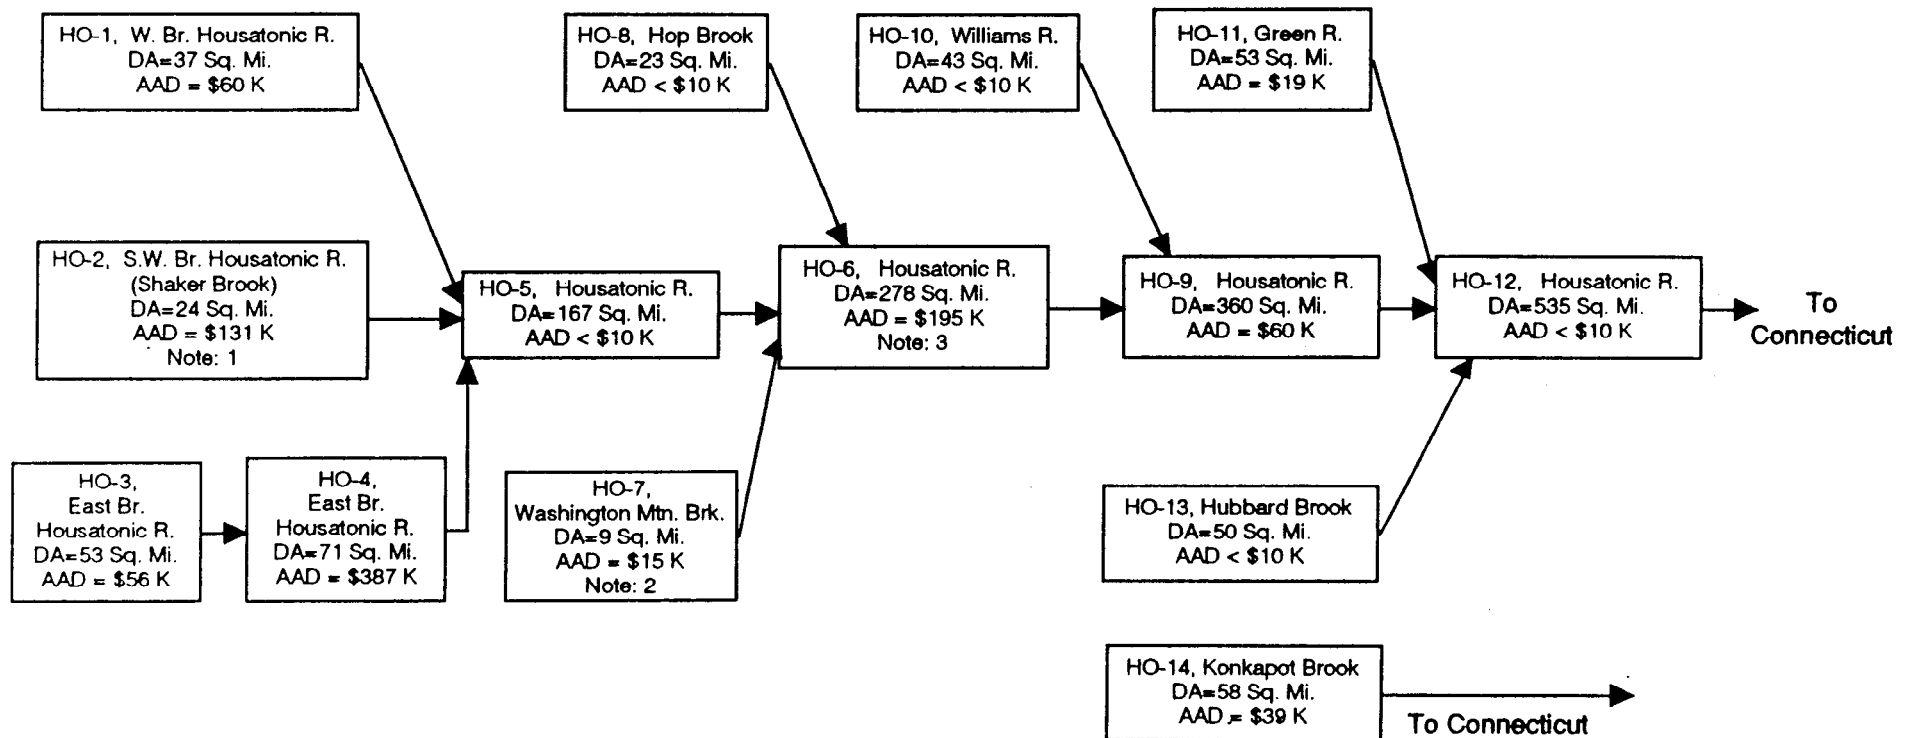 HO-1, W. Br. Housatonic R.
DA=37 Sq. Mi.
AAD = $60 K
HO-8, Hop Brook
DA=23 Sq. Mi.
AAD < $10 K
HO-10, Williams R.
DA=43 Sq. Mi.
AAD < $10 K
HO-11, Green R.
DA=53 Sq. Mi.
AAD = $19 K
HO-2, S.W. Br. Housatonic R.
(Shaker Brook)
DA=24 Sq. Mi.
AAD = $131 K
Note: 1
HO-5, Housatonic R.
DA=167 Sq. Mi.
AAD < $10 K
HO-6, Housatonic R.
DA=278 Sq. Mi.
AAD = $195 K
Note: 3
HO-9, Housatonic R.
DA=360 Sq. Mi.
AAD = $60 K
HO-12, Housatonic R.
DA=535 Sq. Mi.
AAD < $10 K
To
Connecticut
HO-3,
East Br.
Housatonic R.
DA=53 Sq. Mi.
AAD = $56 K
HO-4,
East Br.
Housatonic R.
DA=71 Sq. Mi.
AAD = $387 K
HO-7,
Washington Mtn. Brk.
DA=9 Sq. Mi.
AAD = $15 K
Note: 2
HO-13, Hubbard Brook
DA=50 Sq. Mi.
AAD < $10 K
HO-14, Konkapot Brook
DA=58 Sq. Mi.
AAD = $39 K
To Connecticut